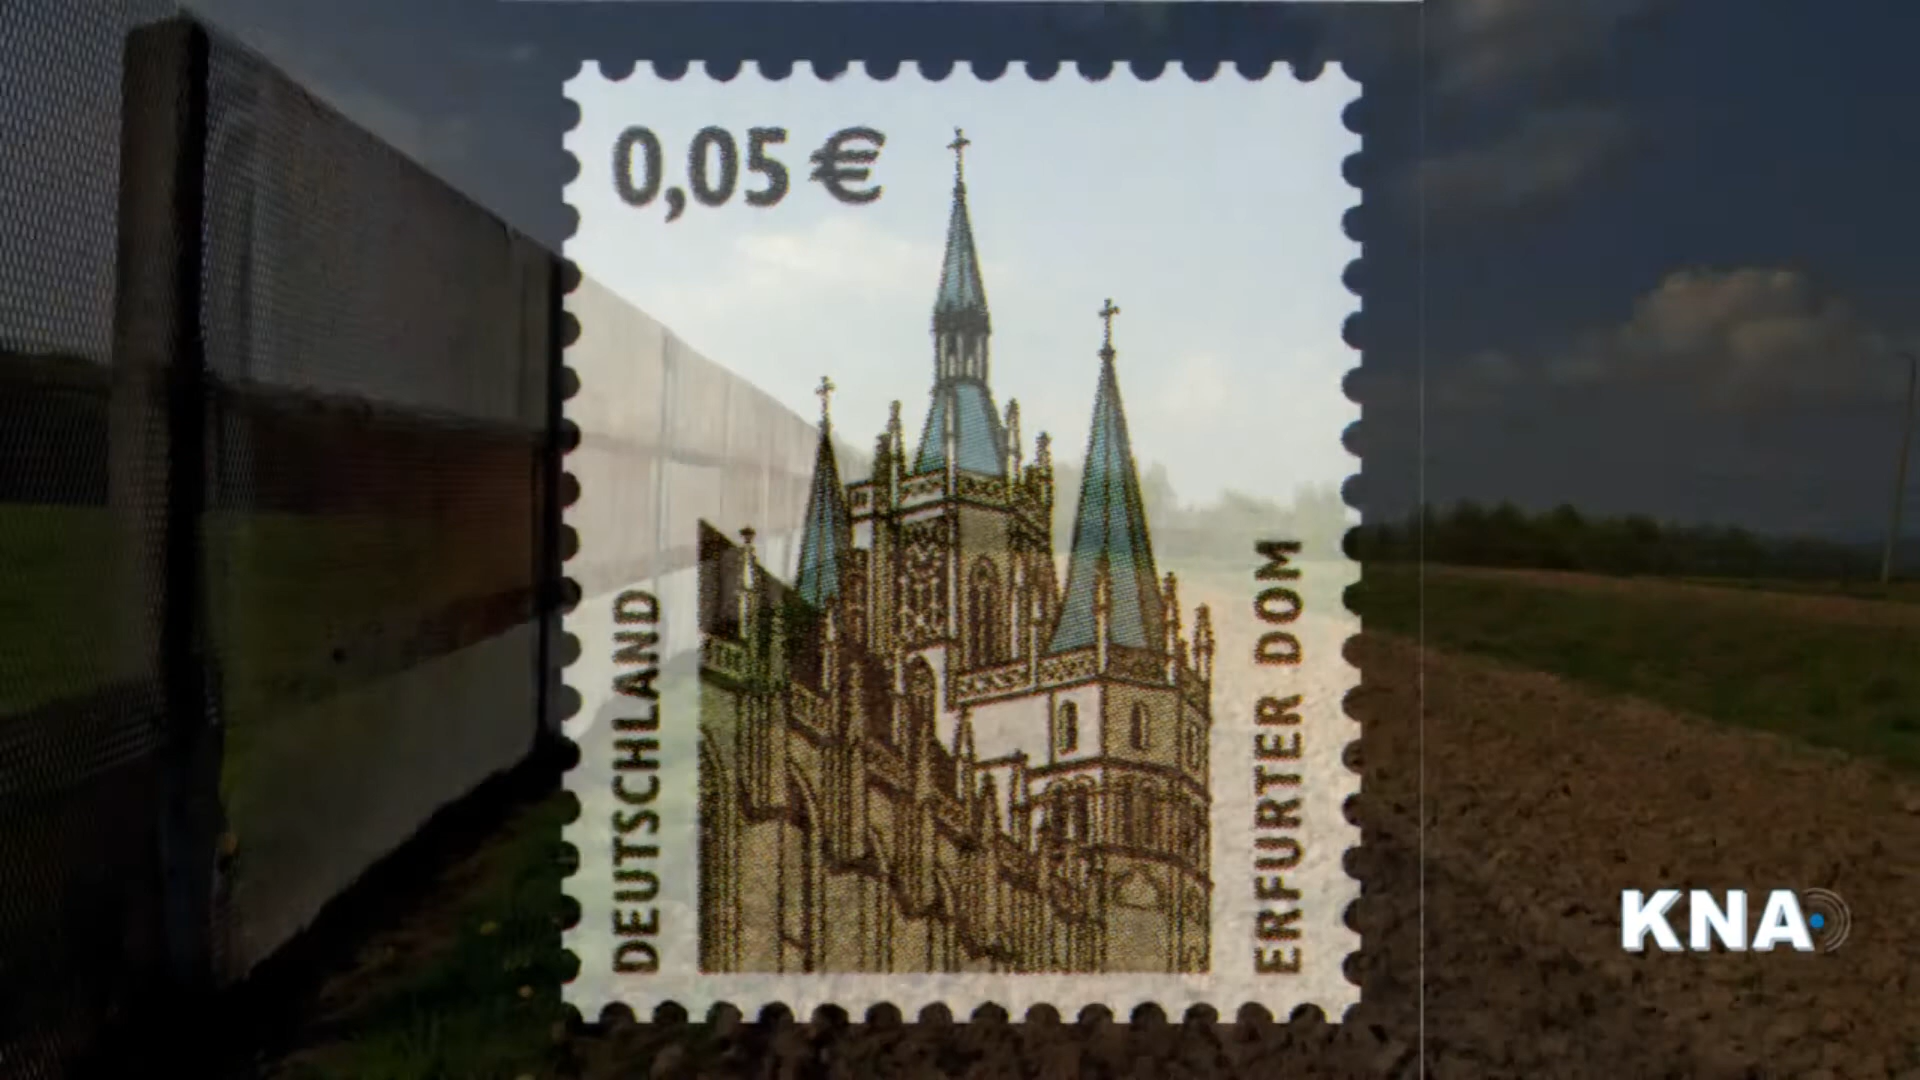 0,05 €
DEUTSCHLAND
ERFURTER DOM
KNA